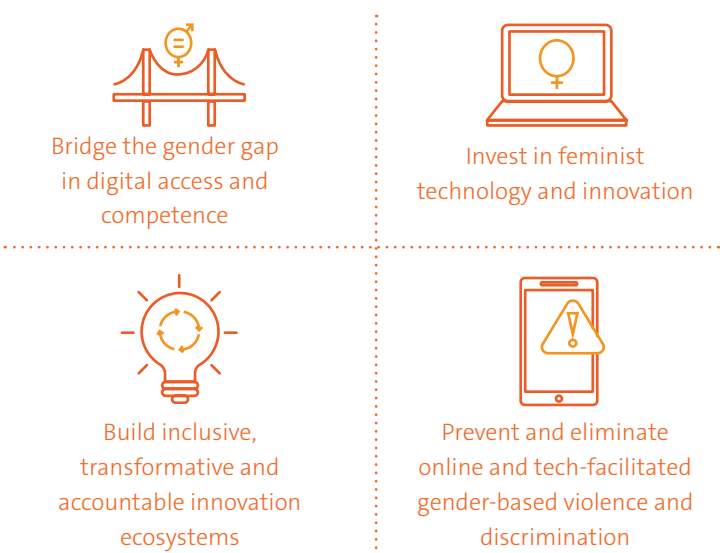 Bridge the gender gap
in digital access and
competence
Invest in feminist
technology and innovation
Build inclusive,
transformative and
accountable innovation
ecosystems
Prevent and eliminate
online and tech-facilitated
gender-based violence and
discrimination